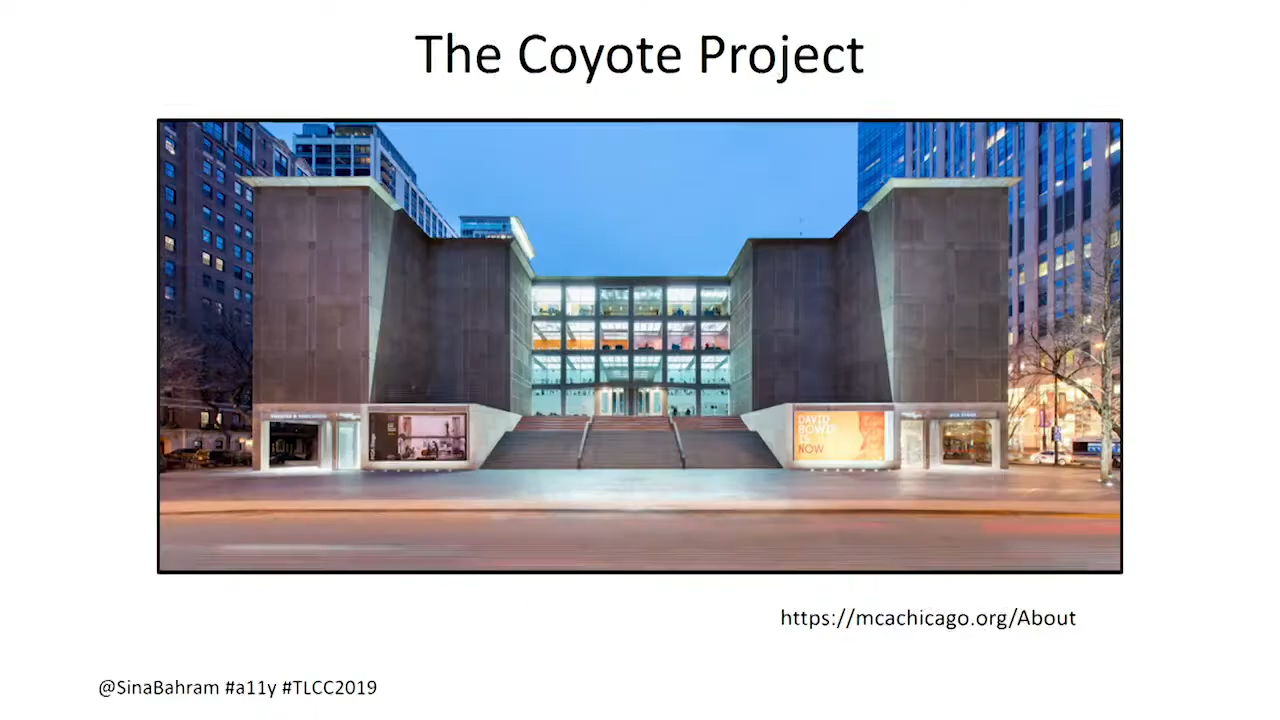 The Coyote Project
DAVID
BOWIE
IS
NOW
https://mcachicago.org/About
@SinaBahram #a11y #TLCC2019